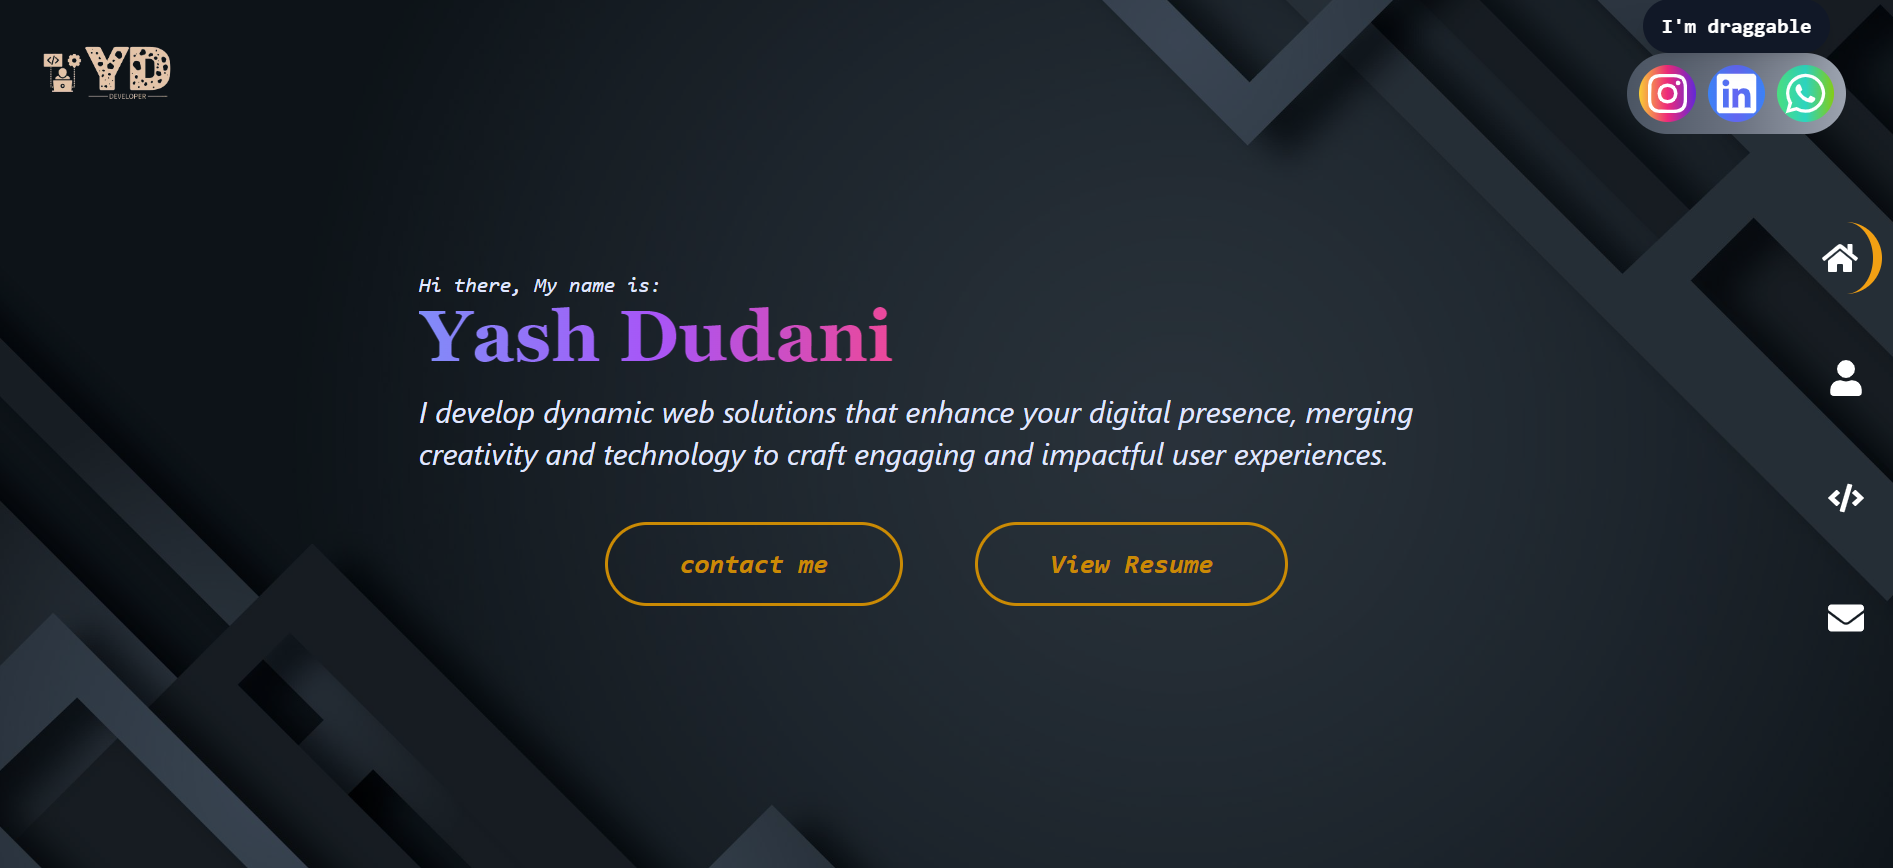 YD
DEVELOPER
I'm draggable
in
Hi there, My name is:
Yash Dudani
I develop dynamic web solutions that enhance your digital presence, merging
creativity and technology to craft engaging and impactful user experiences.
contact me
View Resume